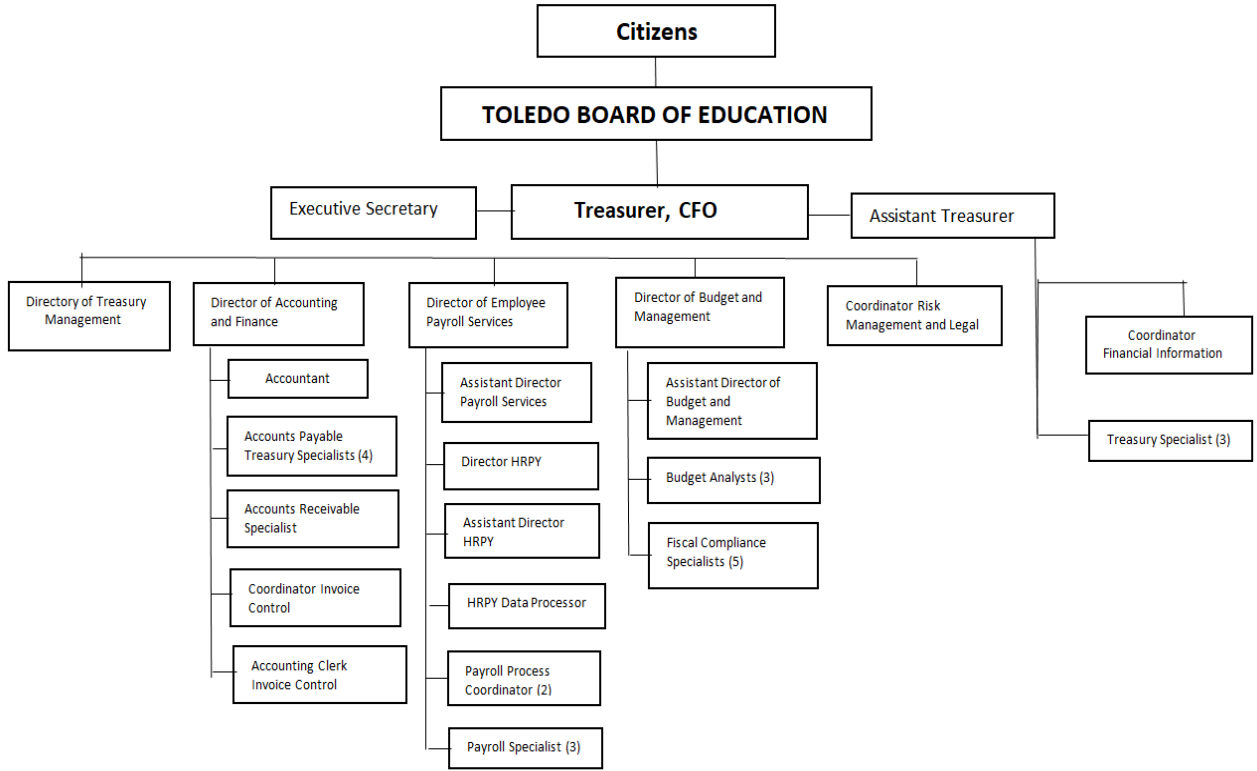 Citizens
TOLEDO BOARD OF EDUCATION
Executive Secretary
Treasurer, CFO
Assistant Treasurer
Directory of Treasury
Management
Director of Accounting
and Finance
Director of Employee
Payroll Services
Director of Budget and
Management
Coordinator Risk
Management and Legal
Coordinator
Financial Information
Treasury Specialist (3)
Accountant
Accounts Payable
Treasury Specialists (4)
Accounts Receivable
Specialist
Coordinator Invoice
Control
Accounting Clerk
Invoice Control
Assistant Director
Payroll Services
Director HRPY
Assistant Director
HRPY
HRPY Data Processor
Payroll Process
Coordinator (2)
Payroll Specialist (3)
Assistant Director of
Budget and
Management
Budget Analysts (3)
Fiscal Compliance
Specialists (5)